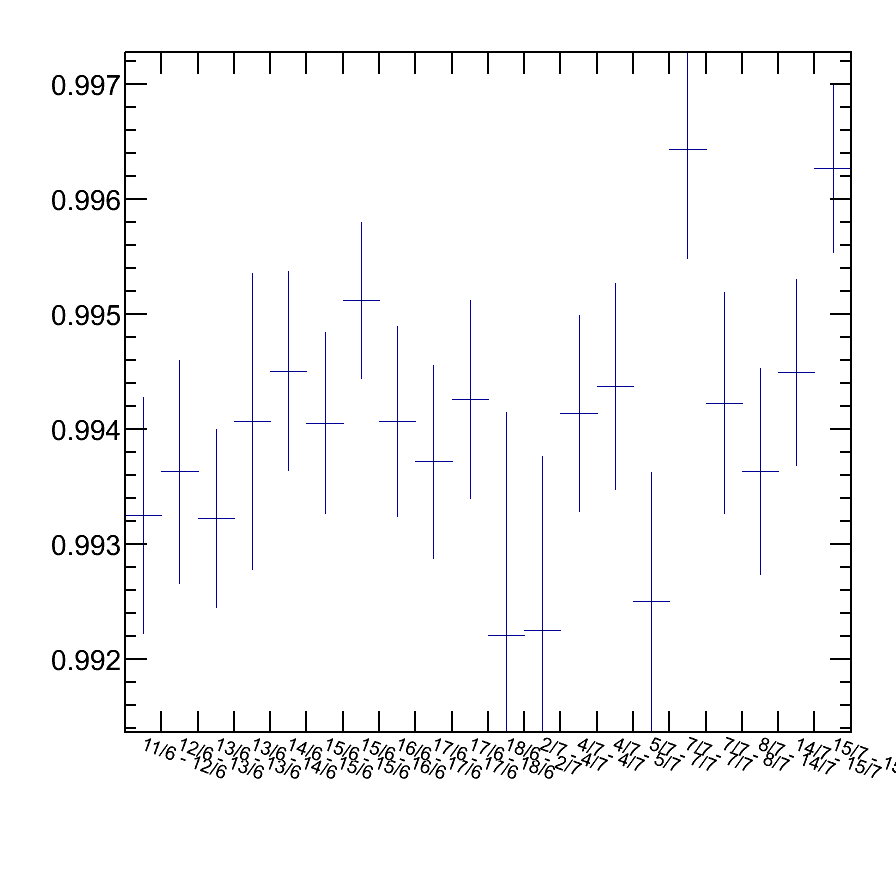 0.997
0.996
0.995
0.994
0.993
0.992
11/6 - 12/6
12/6 - 13/6
13/6 - 13/6
13/6 - 14/6
14/6 - 15/6
15/6 - 15/6
15/6 - 16/6
16/6 - 17/6
17/6 - 17/6
17/6 - 18/6
18/6 - 2/7
2/7 - 4/7
4/7 - 4/7
4/7 - 5/7
5/7 - 7/7
7/7 - 7/7
7/7 - 8/7
8/7 - 14/7
14/7 - 15/7
15/7 - 15